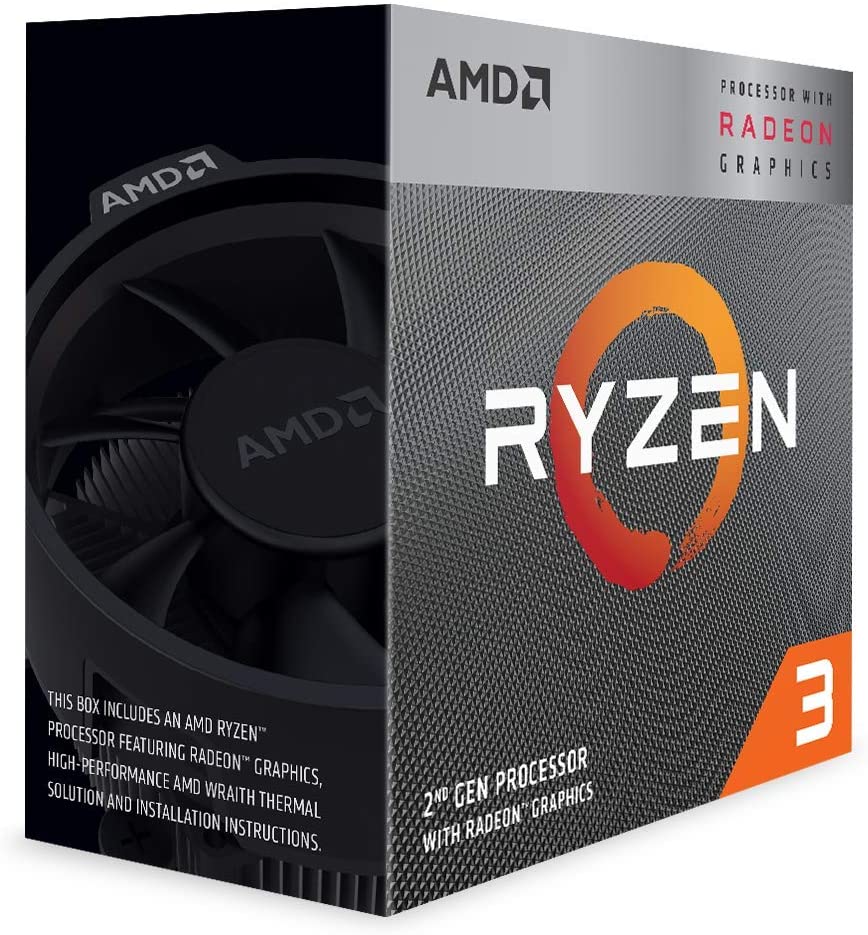 AMD
AMD
THIS BOX INCLUDES AN AMD RYZEN™
PROCESSOR FEATURING RADEON™ GRAPHICS,
HIGH-PERFORMANCE AMD WRAITH THERMAL
SOLUTION AND INSTALLATION INSTRUCTIONS.
AMD
PROCESSOR WITH
RADEON
GRAPHICS
RYZEN
3
2ND GEN PROCESSOR
WITH RADEON™ GRAPHICS